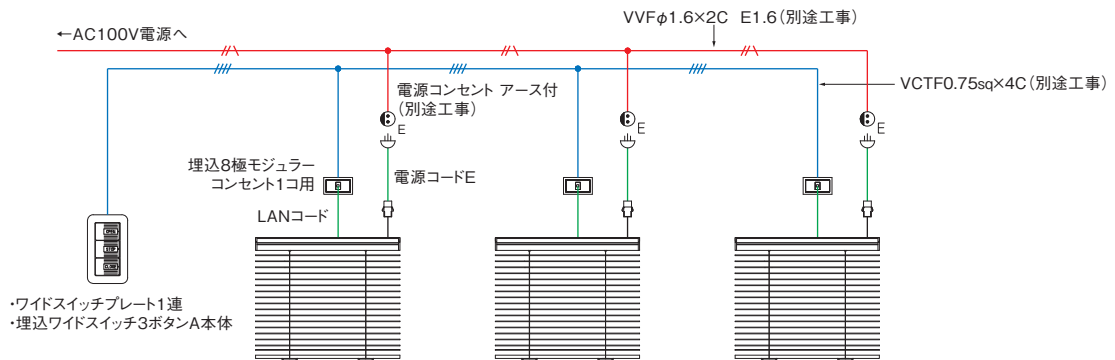 VVFφ1.6×2C E1.6(別途工事)
←AC100V電源へ
VCTF0.75sq×4C(別途工事)
電源コンセント アース付
(別途工事)
E
E
E
埋込8極モジュラー
コンセント1コ用
電源コードE
LANコード
OPEN
STOP
CLOSE
・ワイドスイッチプレート1連
・埋込ワイドスイッチ3ボタンA本体